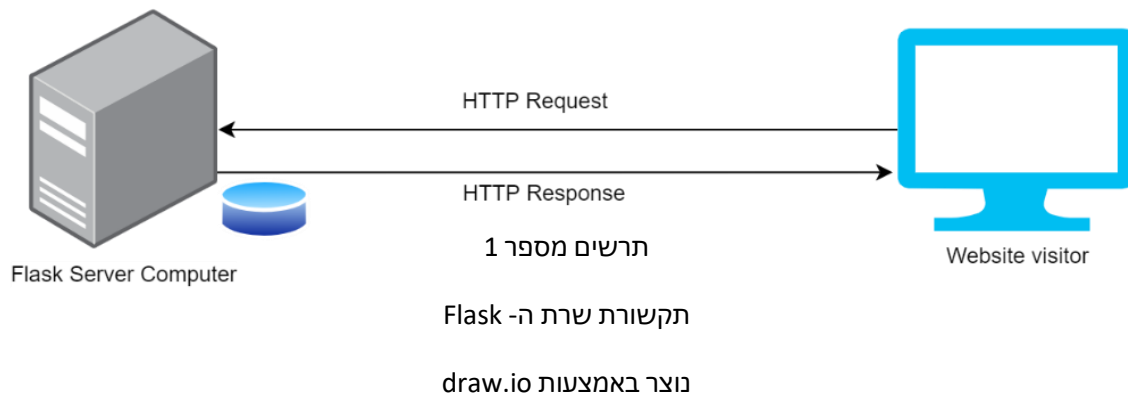 HTTP Request
HTTP Response
Flask Server Computer
Website visitor
תרשים מספר 1
תקשורת שרת ה- Flask
נוצר באמצעות draw.io